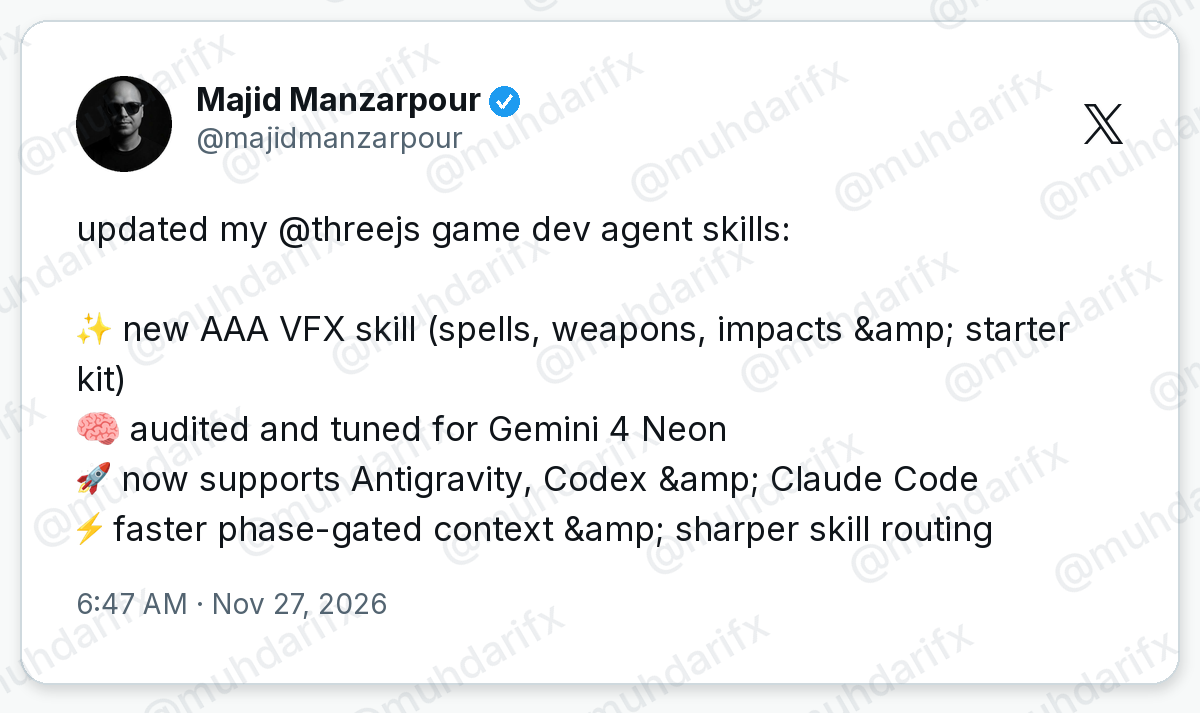 Majid Manzarpour
@majidmanzarpour
updated my @threejs game dev agent skills:
✨ new AAA VFX skill (spells, weapons, impacts &amp; starter
kit)
🧠 audited and tuned for Gemini 4 Neon
🚀 now supports Antigravity, Codex &amp; Claude Code
⚡ faster phase-gated context &amp; sharper skill routing
6:47 AM · Nov 27, 2026
@muhdarifx